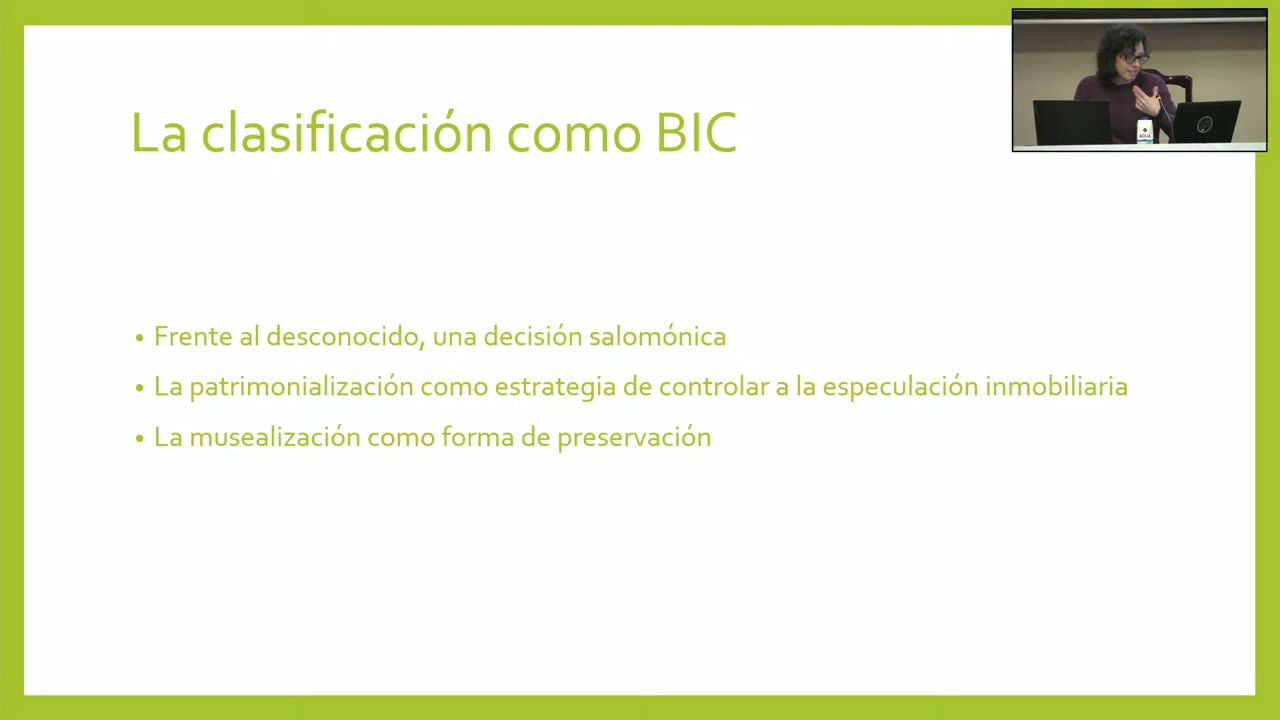 La clasificación como BIC
• Frente al desconocido, una decisión salomónica
• La patrimonialización como estrategia de controlar a la especulación inmobiliaria
• La musealización como forma de preservación
AGUA